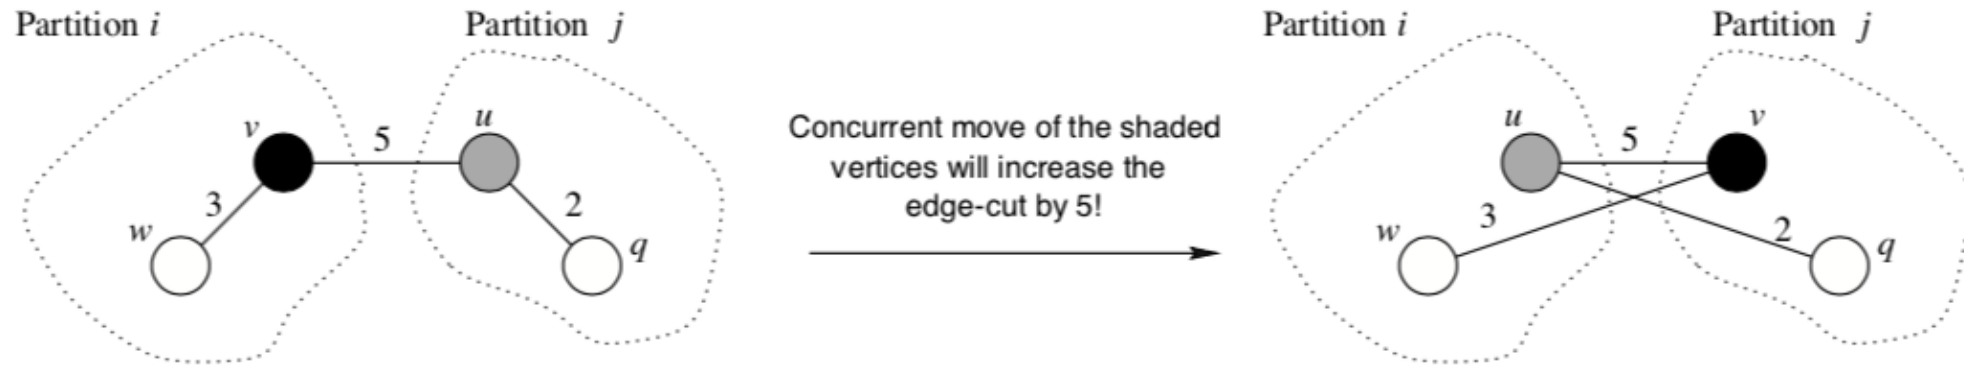 Partition i
Partition j
v
5
u
3
2
w
q
Concurrent move of the shaded
vertices will increase the
edge-cut by 5!
Partition i
Partition j
u
5
v
3
2
w
q